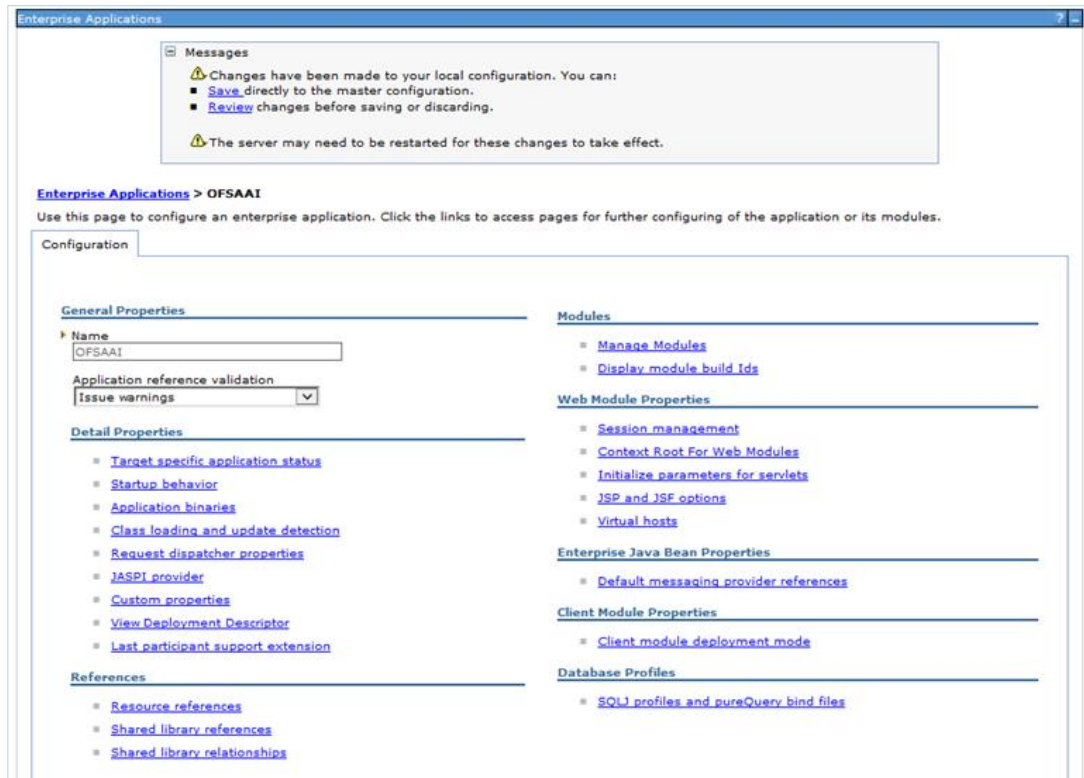 Enterprise Applications ? –
Messages
Changes have been made to your local configuration. You can:
Save directly to the master configuration.
Review changes before saving or discarding.
The server may need to be restarted for these changes to take effect.
Enterprise Applications > OFSAAI
Use this page to configure an enterprise application. Click the links to access pages for further configuring of the application or its modules.
Configuration
General Properties
Name
OFSAAI
Application reference validation
Issue warnings
Detail Properties
Target specific application status
Startup behavior
Application binaries
Class loading and update detection
Request dispatcher properties
JASPI provider
Custom properties
View Deployment Descriptor
Last participant support extension
References
Resource references
Shared library references
Shared library relationships
Modules
Manage Modules
Display module build Ids
Web Module Properties
Session management
Context Root For Web Modules
Initialize parameters for servlets
JSP and JSF options
Virtual hosts
Enterprise Java Bean Properties
Default messaging provider references
Client Module Properties
Client module deployment mode
Database Profiles
SQLJ profiles and pureQuery bind files